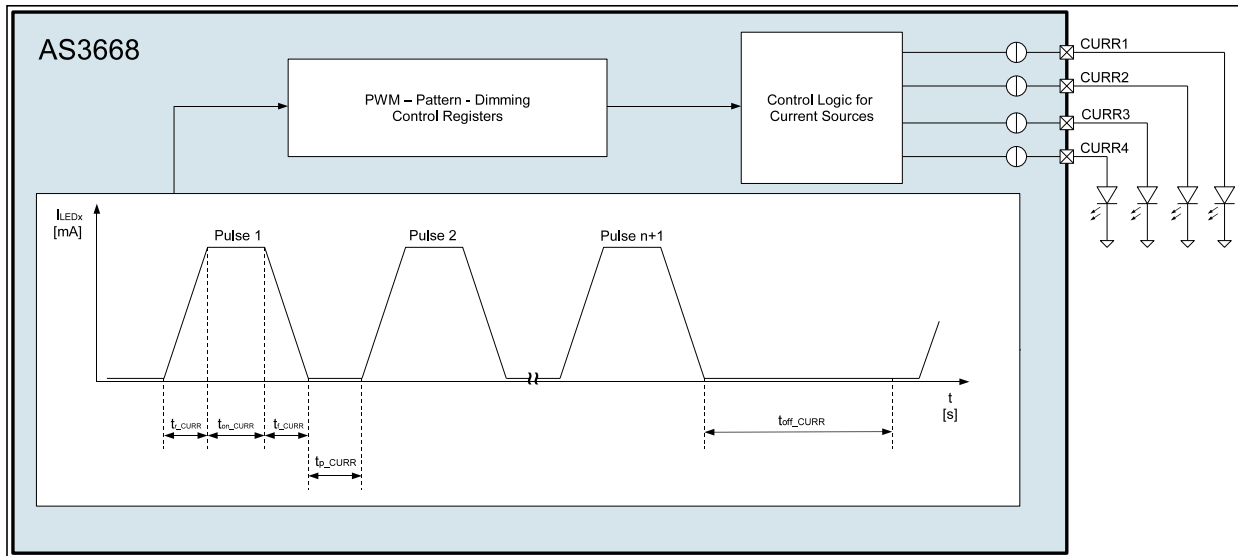 AS3668
CURR1
CURR2
CURR3
CURR4
PWM – Pattern - Dimming
Control Registers
Control Logic for
Current Sources
ILEDx
[mA]
Pulse 1
Pulse 2
Pulse n+1
t
[s]
tr_CURR
ton_CURR
tf_CURR
tp_CURR
toff_CURR